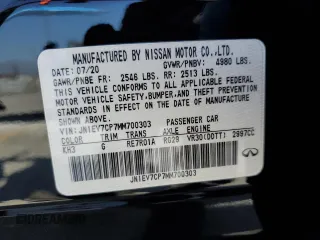 MANUFACTURED BY NISSAN MOTOR CO.,LTD.
DATE: 07/20 GVWR/PNBV: 4980 LBS.
GAWR/PNBE FR: 2546 LBS. RR: 2513 LBS.
THIS VEHICLE CONFORMS TO ALL APPLICABLE FEDERAL
MOTOR VEHICLE SAFETY,BUMPER,AND THEFT PREVENTION
STANDARDS IN EFFECT ON THE DATE OF MANUFACTURE
SHOWN ABOVE.
VIN: JN1EV7CP7MM700303 PASSENGER CAR
COLOR TRIM TRANS AXLE ENGINE
KH3 G RE7R01A RG28 VR30(DDTT) 2997CC
JN1EV7CP7MM700303